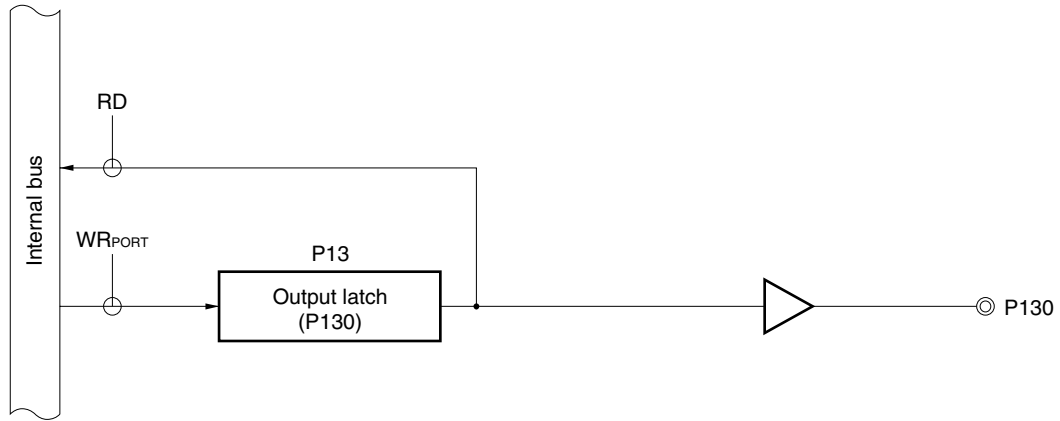 Internal bus
RD
WRPORT
P13
Output latch
(P130)
P130